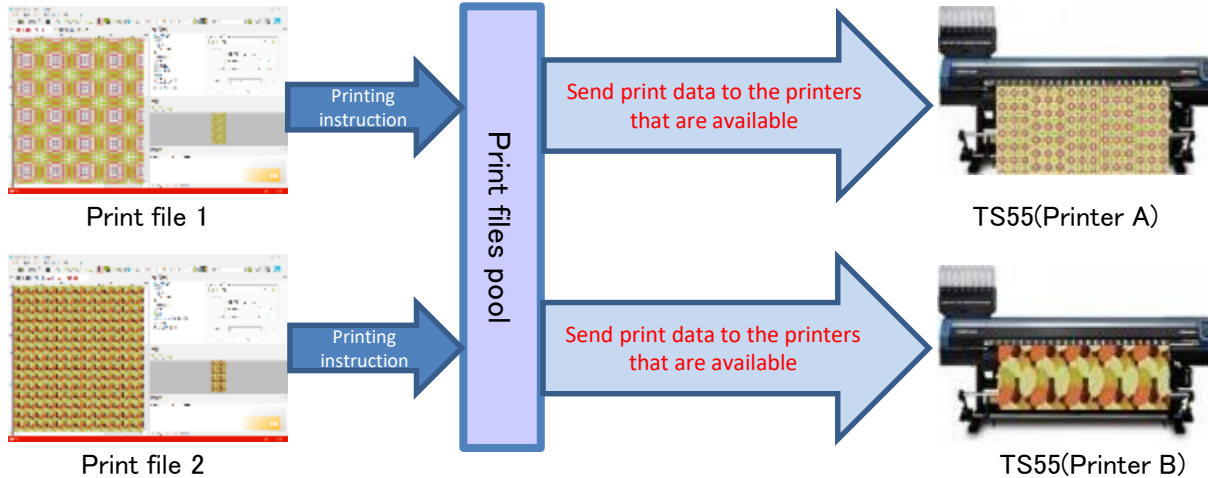 Printing
instruction
Send print data to the printers
that are available
Print files pool
Print file 1
TS55(Printer A)
Printing
instruction
Send print data to the printers
that are available
Print file 2
TS55(Printer B)